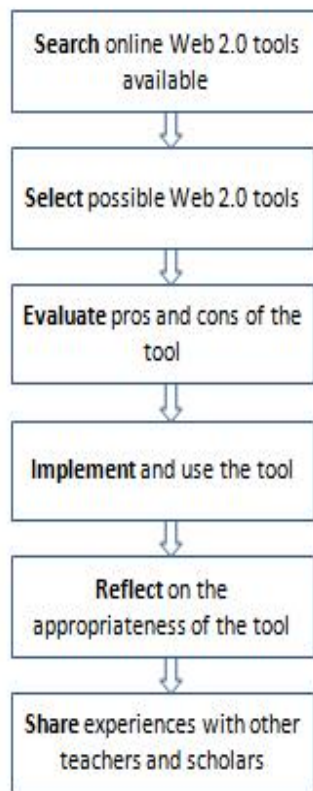 Search online Web 2.0 tools
available
Select possible Web 2.0 tools
Evaluate pros and cons of the
tool
Implement and use the tool
Reflect on the
appropriateness of the tool
Share experiences with other
teachers and scholars